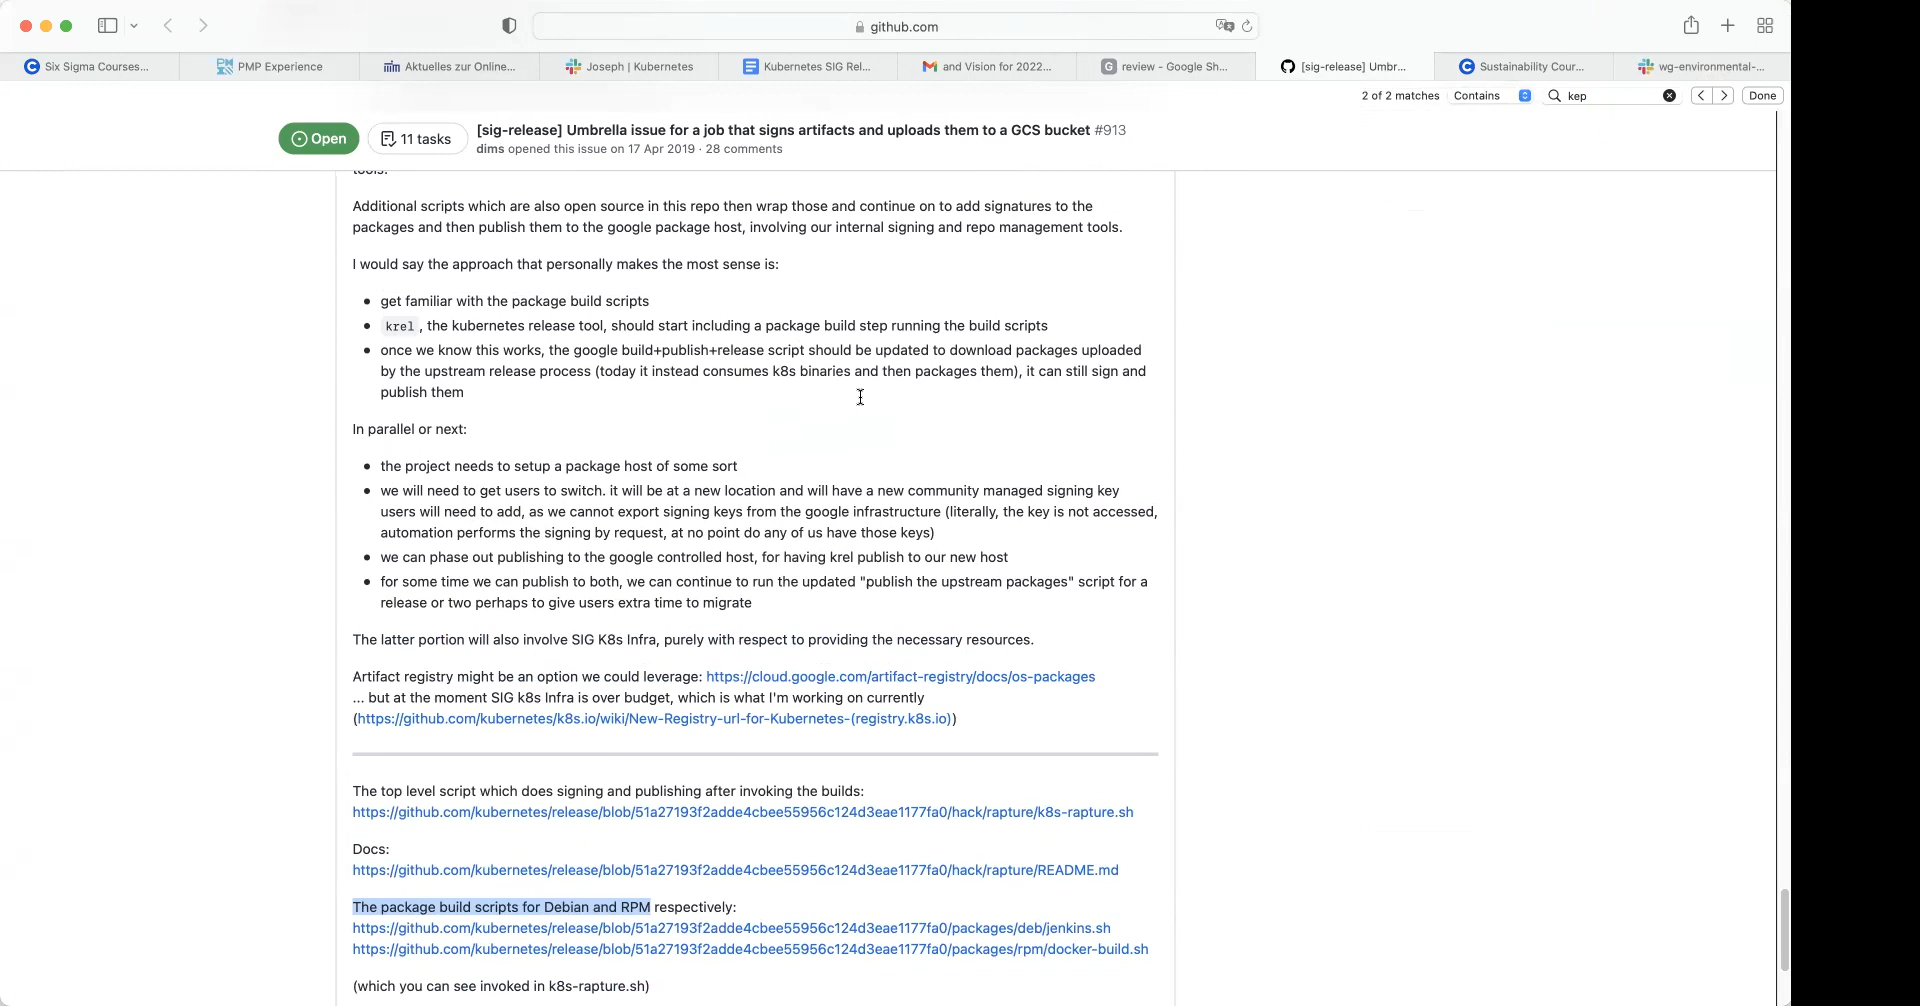 github.com
Six Sigma Courses...
PMP Experience
Aktuelles zur Online...
Joseph | Kubernetes
Kubernetes SIG Rel...
and Vision for 2022...
review - Google Sh...
[sig-release] Umbr...
Sustainability Cour...
wg-environmental-...
2 of 2 matches
Contains
kep
Done
Open
11 tasks
[sig-release] Umbrella issue for a job that signs artifacts and uploads them to a GCS bucket #913
dims opened this issue on 17 Apr 2019 · 28 comments
tools.
Additional scripts which are also open source in this repo then wrap those and continue on to add signatures to the
packages and then publish them to the google package host, involving our internal signing and repo management tools.
I would say the approach that personally makes the most sense is:
• get familiar with the package build scripts
• krel , the kubernetes release tool, should start including a package build step running the build scripts
• once we know this works, the google build+publish+release script should be updated to download packages uploaded
by the upstream release process (today it instead consumes k8s binaries and then packages them), it can still sign and
publish them
In parallel or next:
• the project needs to setup a package host of some sort
• we will need to get users to switch. it will be at a new location and will have a new community managed signing key
users will need to add, as we cannot export signing keys from the google infrastructure (literally, the key is not accessed,
automation performs the signing by request, at no point do any of us have those keys)
• we can phase out publishing to the google controlled host, for having krel publish to our new host
• for some time we can publish to both, we can continue to run the updated "publish the upstream packages" script for a
release or two perhaps to give users extra time to migrate
The latter portion will also involve SIG K8s Infra, purely with respect to providing the necessary resources.
Artifact registry might be an option we could leverage: https://cloud.google.com/artifact-registry/docs/os-packages
... but at the moment SIG k8s Infra is over budget, which is what I'm working on currently
(https://github.com/kubernetes/k8s.io/wiki/New-Registry-url-for-Kubernetes-(registry.k8s.io))
The top level script which does signing and publishing after invoking the builds:
https://github.com/kubernetes/release/blob/51a27193f2adde4cbee55956c124d3eae1177fa0/hack/rapture/k8s-rapture.sh
Docs:
https://github.com/kubernetes/release/blob/51a27193f2adde4cbee55956c124d3eae1177fa0/hack/rapture/README.md
The package build scripts for Debian and RPM respectively:
https://github.com/kubernetes/release/blob/51a27193f2adde4cbee55956c124d3eae1177fa0/packages/deb/jenkins.sh
https://github.com/kubernetes/release/blob/51a27193f2adde4cbee55956c124d3eae1177fa0/packages/rpm/docker-build.sh
(which you can see invoked in k8s-rapture.sh)